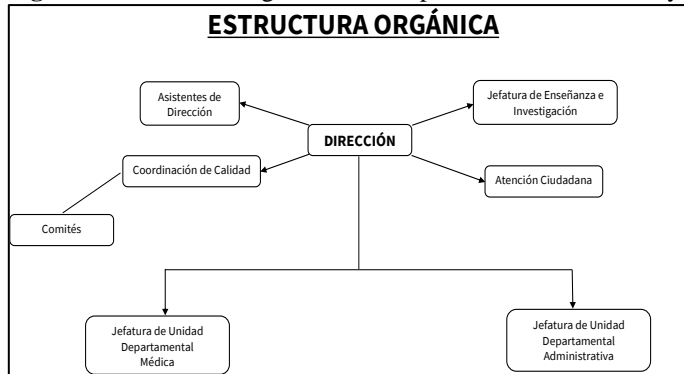 ESTRUCTURA ORGÁNICA
Asistentes de
Dirección
Jefatura de Enseñanza e
Investigación
DIRECCIÓN
Coordinación de Calidad
Atención Ciudadana
Comités
Jefatura de Unidad
Departamental
Médica
Jefatura de Unidad
Departamental
Administrativa